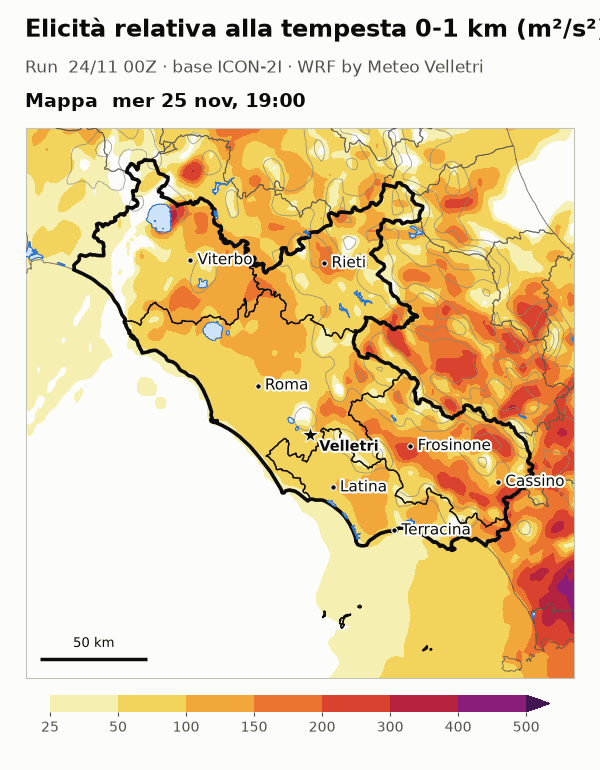 Elicità relativa alla tempesta 0-1 km (m²/s²)
Run  24/11 00Z · base ICON-2I · WRF by Meteo Velletri
Mappa  mer 25 nov, 19:00
Viterbo
Rieti
Roma
Velletri
Frosinone
Latina
Cassino
Terracina
50 km
25 50 100 150 200 300 400 500